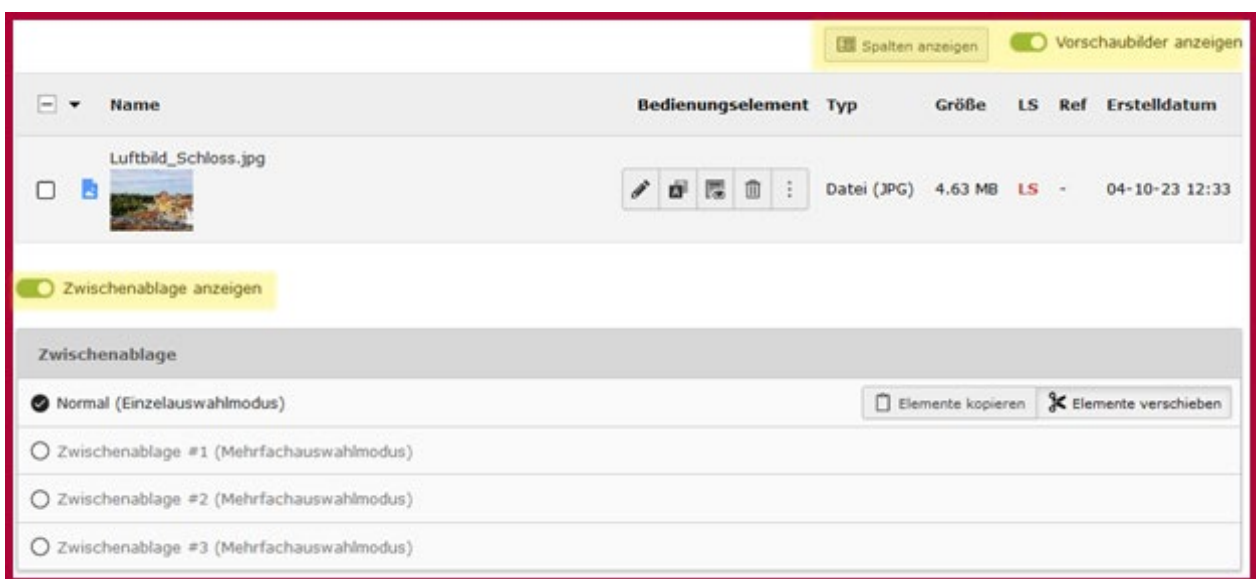 Spalten anzeigen Vorschaubilder anzeigen
Name Bedienungselement Typ Größe LS Ref Erstelldatum
Luftbild_Schloss.jpg
Datei (JPG) 4.63 MB LS - 04-10-23 12:33
Zwischenablage anzeigen
Zwischenablage
Normal (Einzelauswahlmodus) Elemente kopieren Elemente verschieben
Zwischenablage #1 (Mehrfachauswahlmodus)
Zwischenablage #2 (Mehrfachauswahlmodus)
Zwischenablage #3 (Mehrfachauswahlmodus)